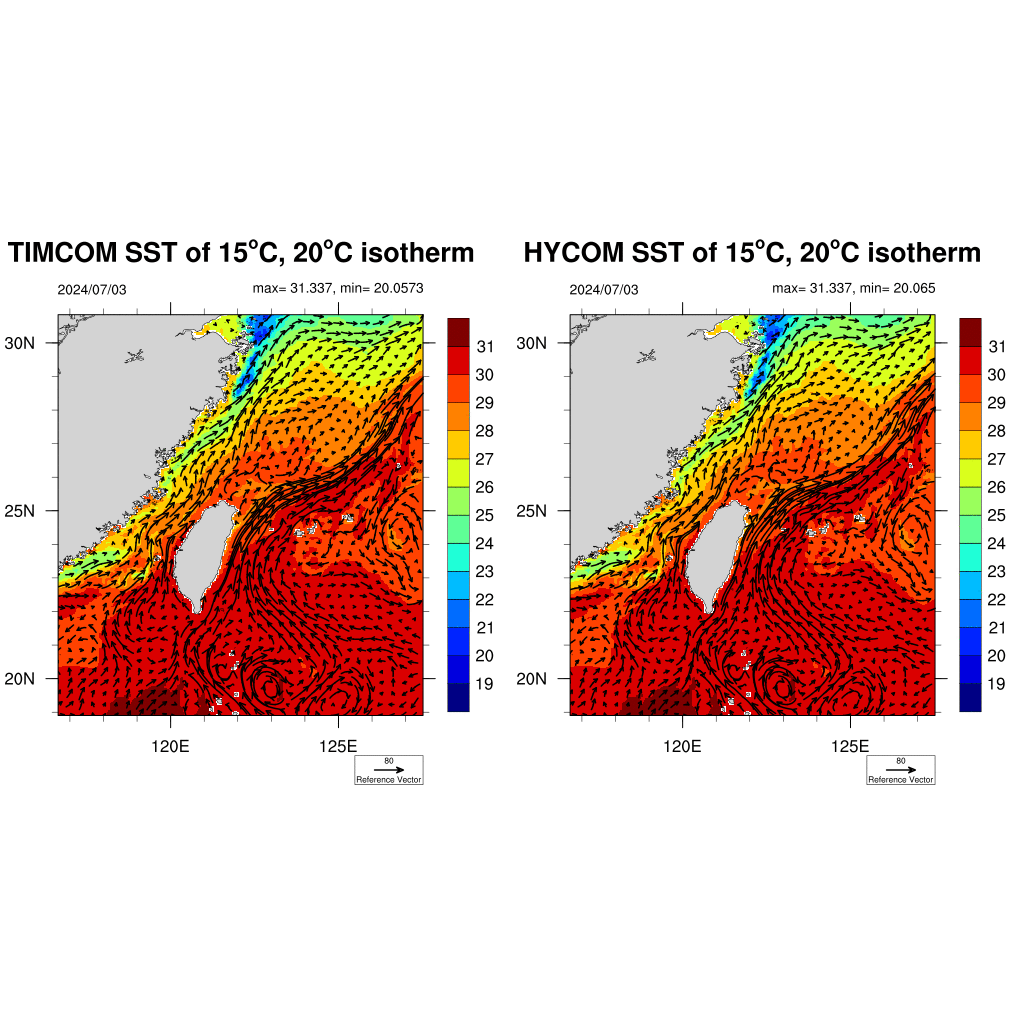 TIMCOM SST of 15°C, 20°C isotherm
2024/07/03
max= 31.337, min= 20.0573
30N
25N
20N
120E
125E
31
30
29
28
27
26
25
24
23
22
21
20
19
80
Reference Vector
HYCOM SST of 15°C, 20°C isotherm
2024/07/03
max= 31.337, min= 20.065
30N
25N
20N
120E
125E
31
30
29
28
27
26
25
24
23
22
21
20
19
80
Reference Vector